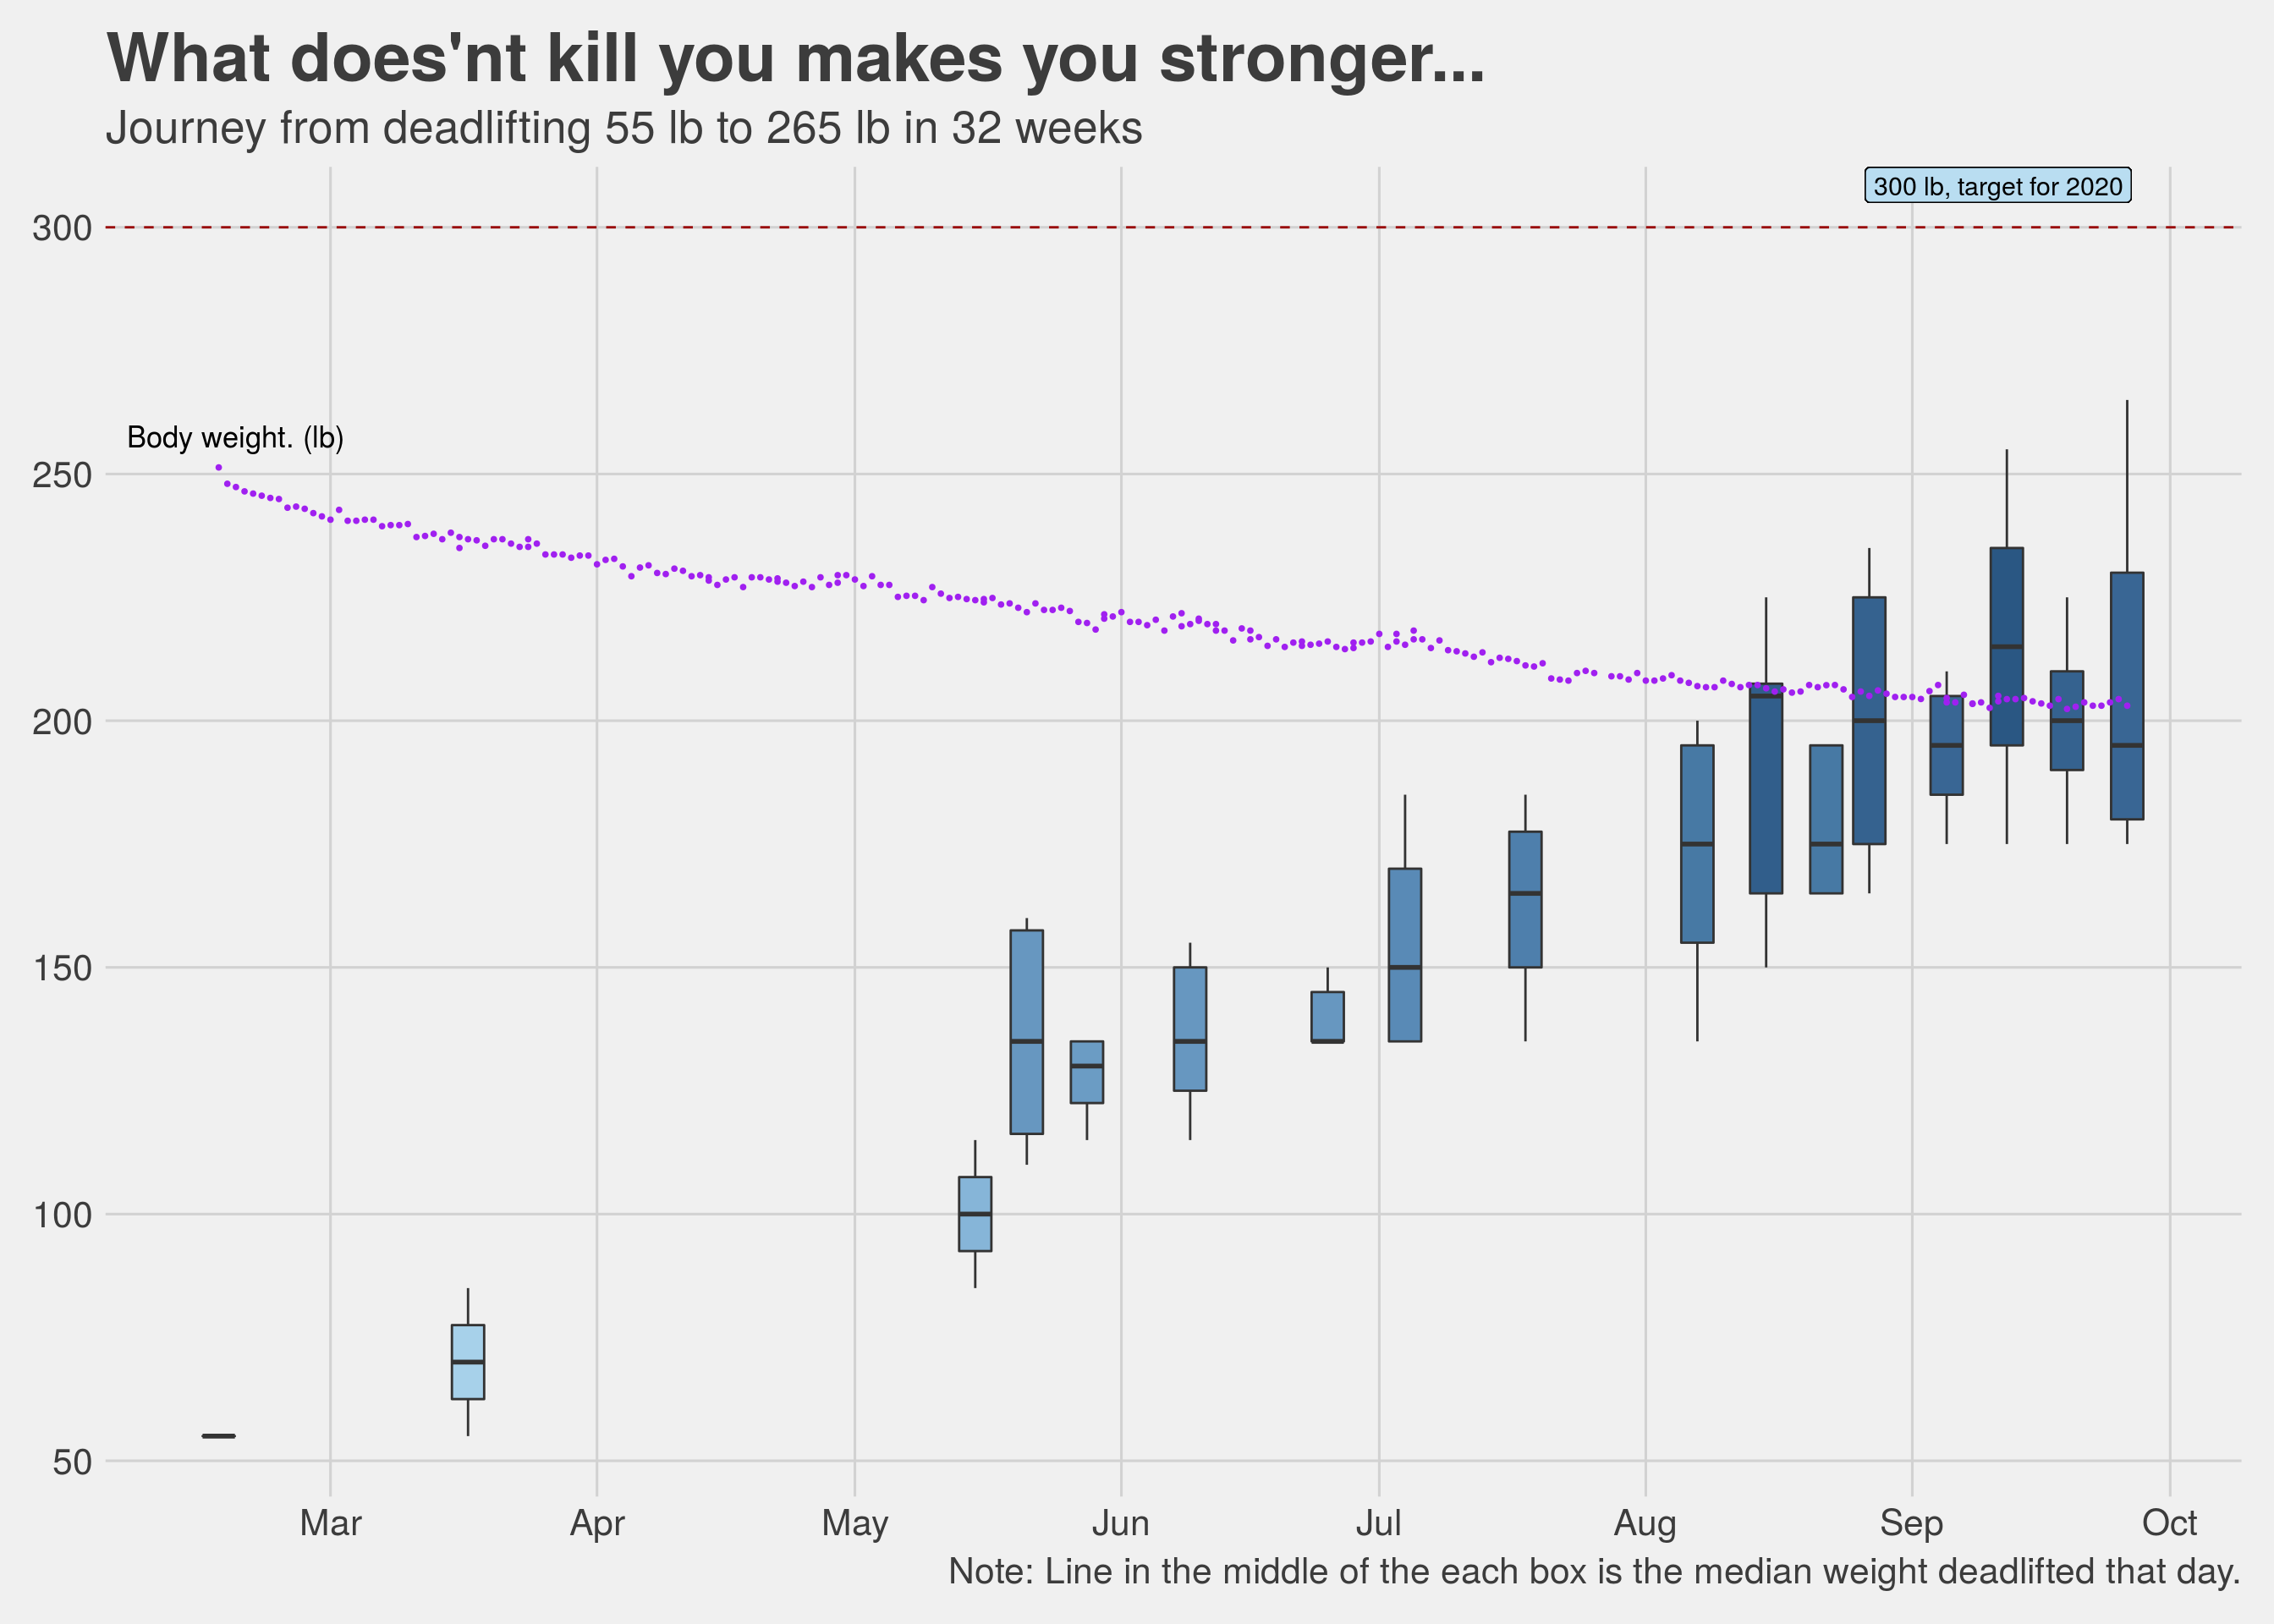 What does'nt kill you makes you stronger...
Journey from deadlifting 55 lb to 265 lb in 32 weeks
300 lb, target for 2020
300
Body weight. (lb)
250
200
150
100
50
Mar Apr May Jun Jul Aug Sep Oct
Note: Line in the middle of the each box is the median weight deadlifted that day.